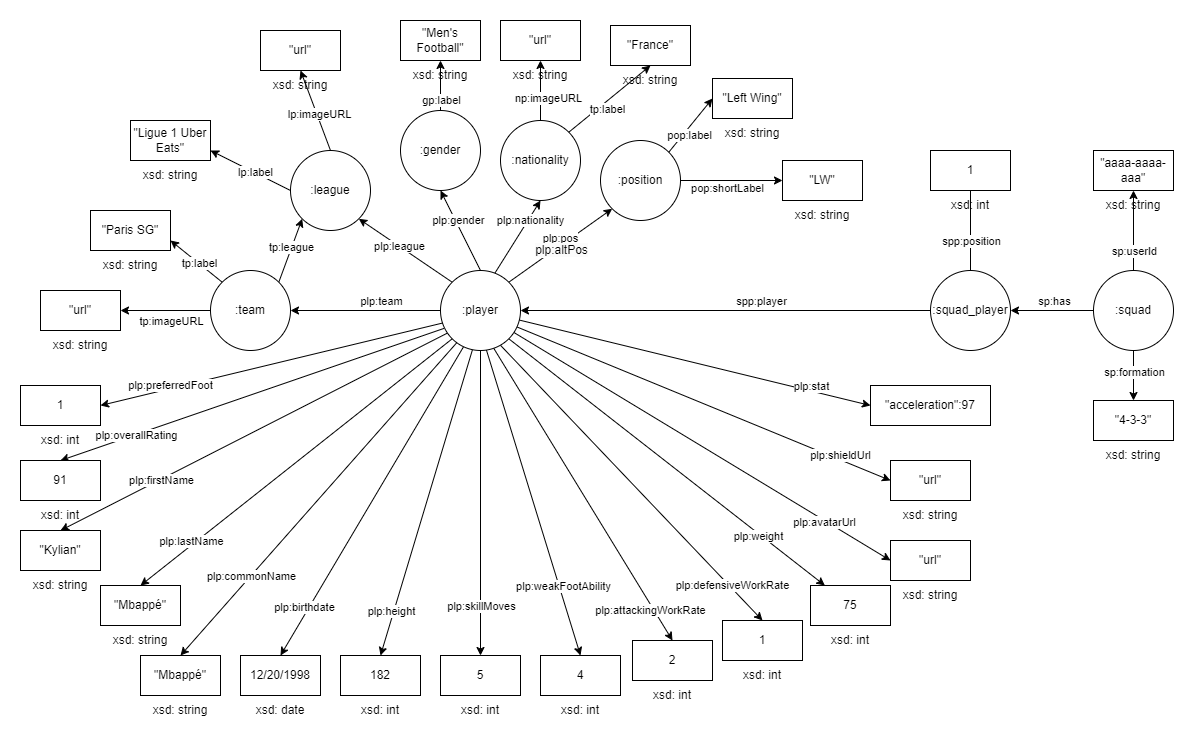 "Men's
Football"
xsd: string
"url"
xsd: string
"France"
xsd: string
"url"
xsd: string
gp:label
np:imageURL
tp:label
"Left Wing"
xsd: string
lp:imageURL
pop:label
"Ligue 1 Uber
Eats"
xsd: string
lp:label
:league
:gender
:nationality
:position
pop:shortLabel
"LW"
xsd: string
1
xsd: int
"aaaa-aaaa-
aaa"
xsd: string
"Paris SG"
xsd: string
tp:label
tp:league
plp:league
plp:gender
plp:nationality
plp:pos
plp:altPos
spp:position
sp:userId
"url"
xsd: string
tp:imageURL
:team
plp:team
:player
spp:player
:squad_player
sp:has
:squad
sp:formation
"4-3-3"
xsd: string
plp:preferredFoot
1
xsd: int
plp:stat
"acceleration":97
plp:overallRating
91
xsd: int
plp:shieldUrl
"url"
xsd: string
plp:firstName
"Kylian"
xsd: string
plp:avatarUrl
"url"
xsd: string
plp:lastName
"Mbappé"
xsd: string
plp:weight
75
xsd: int
plp:commonName
"Mbappé"
xsd: string
plp:birthdate
12/20/1998
xsd: date
plp:height
182
xsd: int
plp:skillMoves
5
xsd: int
plp:weakFootAbility
4
xsd: int
plp:attackingWorkRate
2
xsd: int
plp:defensiveWorkRate
1
xsd: int